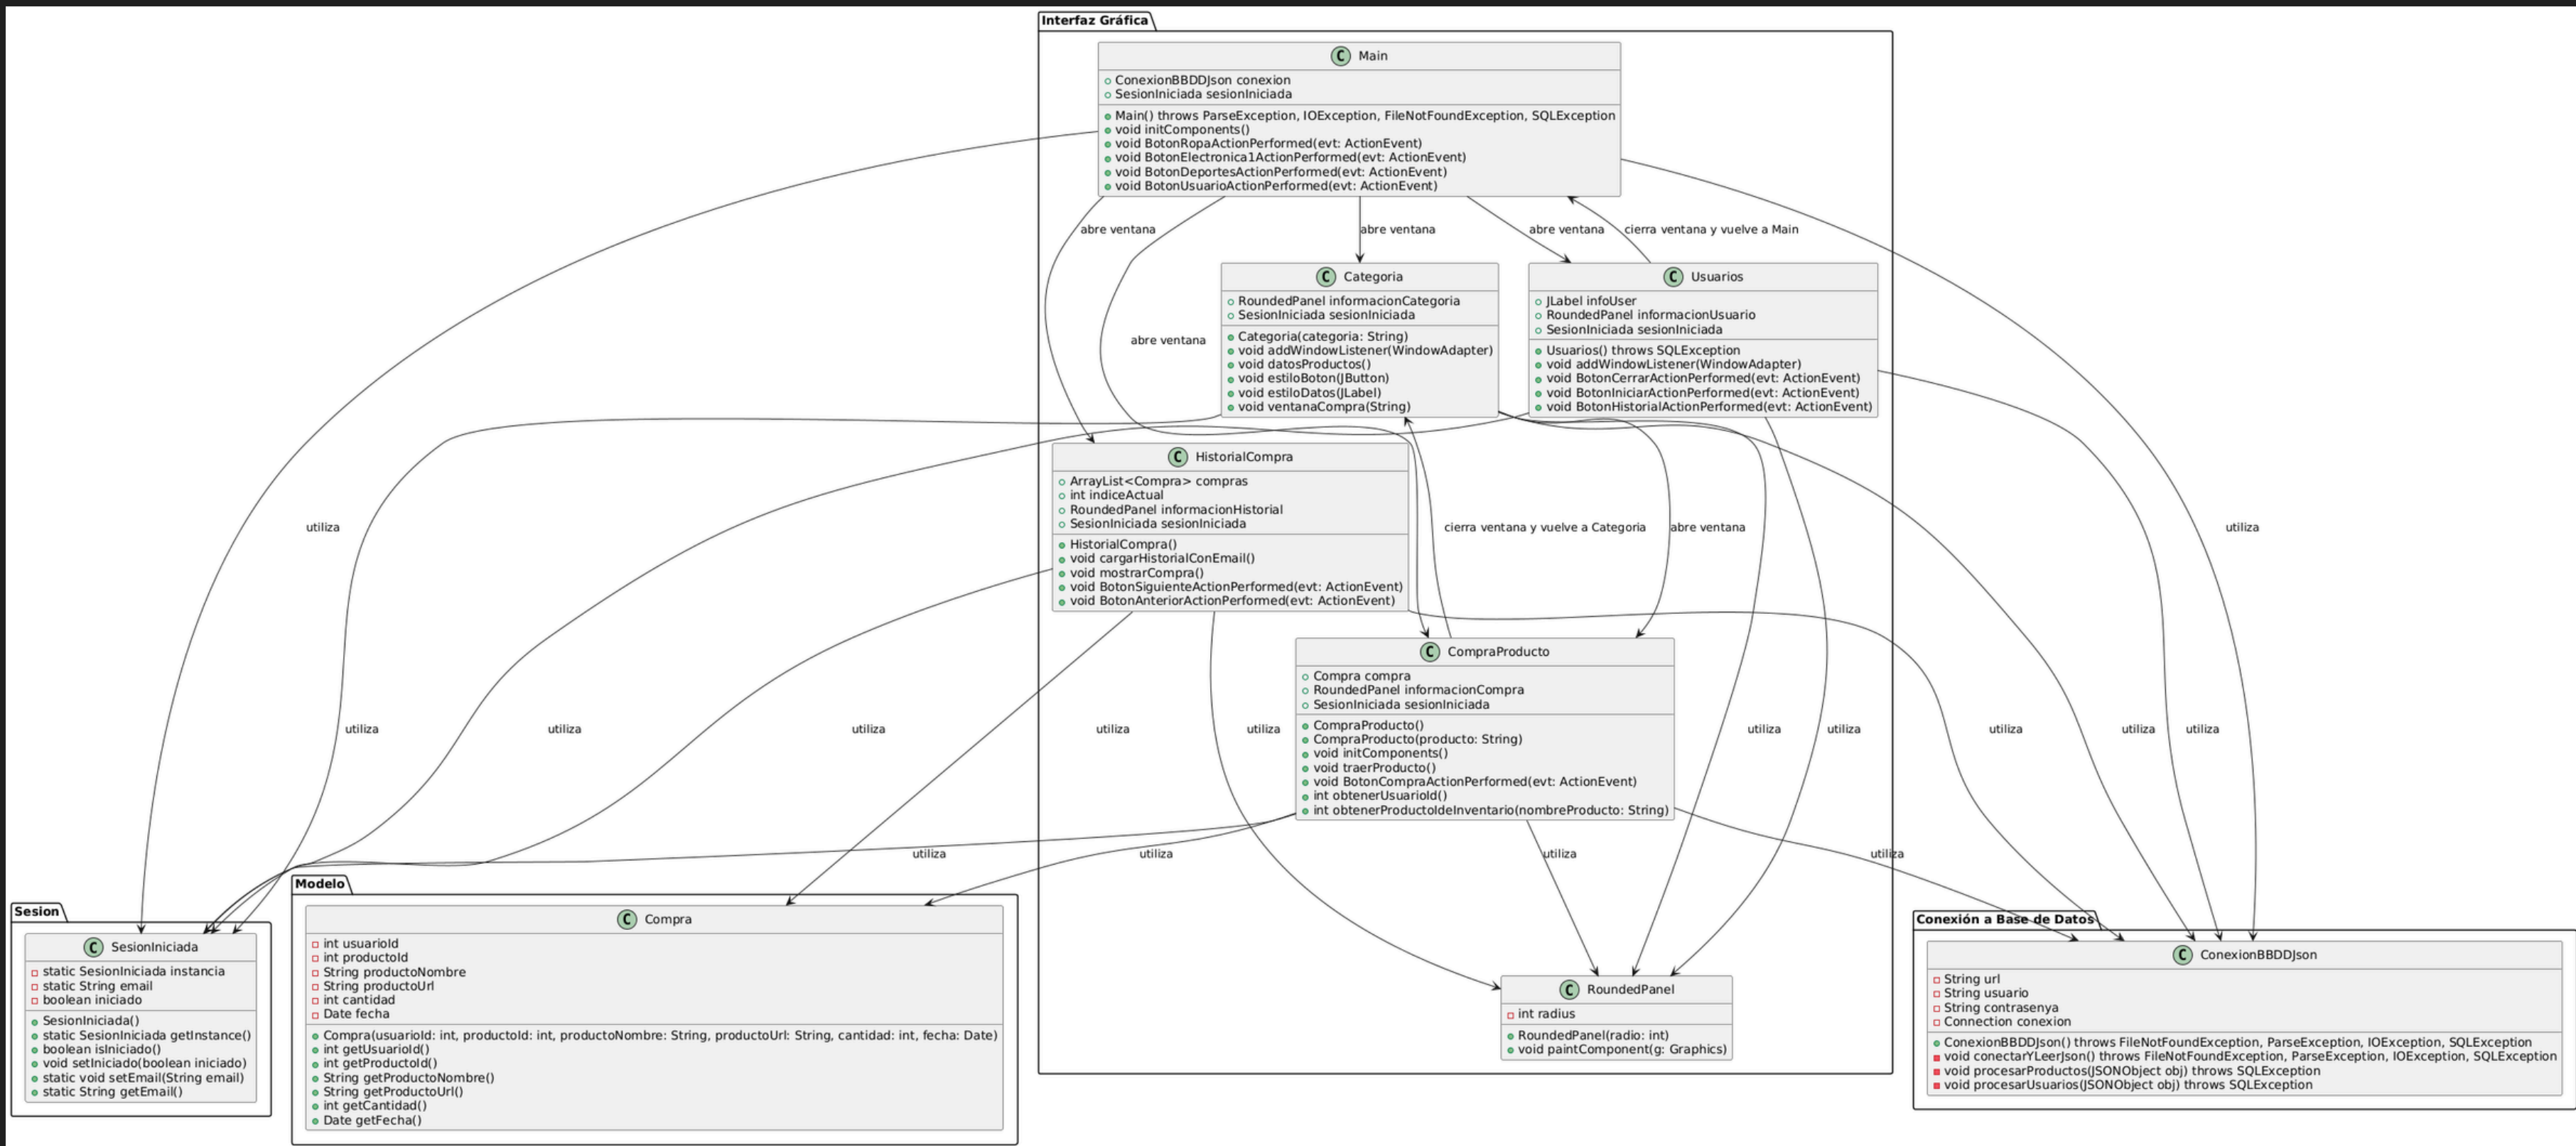 Interfaz Gráfica
C Main
ConexionBBDDJson conexion
SesionIniciada sesionIniciada
Main() throws ParseException, IOException, FileNotFoundException, SQLException
void initComponents()
void BotonRopaActionPerformed(evt: ActionEvent)
void BotonElectronica1ActionPerformed(evt: ActionEvent)
void BotonDeportesActionPerformed(evt: ActionEvent)
void BotonUsuarioActionPerformed(evt: ActionEvent)
abre ventana
abre ventana
abre ventana
cierra ventana y vuelve a Main
C Categoria
RoundedPanel informacionCategoria
SesionIniciada sesionIniciada
Categoria(categoria: String)
void addWindowListener(WindowAdapter)
void datosProductos()
void estiloBoton(JButton)
void estiloDatos(JLabel)
void ventanaCompra(String)
C Usuarios
JLabel infoUser
RoundedPanel informacionUsuario
SesionIniciada sesionIniciada
Usuarios() throws SQLException
void addWindowListener(WindowAdapter)
void BotonCerrarActionPerformed(evt: ActionEvent)
void BotonIniciarActionPerformed(evt: ActionEvent)
void BotonHistorialActionPerformed(evt: ActionEvent)
abre ventana
C HistorialCompra
ArrayList<Compra> compras
int indiceActual
RoundedPanel informacionHistorial
SesionIniciada sesionIniciada
HistorialCompra()
void cargarHistorialConEmail()
void mostrarCompra()
void BotonSiguienteActionPerformed(evt: ActionEvent)
void BotonAnteriorActionPerformed(evt: ActionEvent)
utiliza
cierra ventana y vuelve a Categoria
abre ventana
utiliza
C CompraProducto
Compra compra
RoundedPanel informacionCompra
SesionIniciada sesionIniciada
CompraProducto()
CompraProducto(producto: String)
void initComponents()
void traerProducto()
void BotonCompraActionPerformed(evt: ActionEvent)
int obtenerUsuarioId()
int obtenerProductoIdeInventario(nombreProducto: String)
utiliza
utiliza
utiliza
utiliza
utiliza
utiliza
utiliza
utiliza
utiliza
utiliza
utiliza
utiliza
utiliza
utiliza
Sesion
C SesionIniciada
static SesionIniciada instancia
static String email
boolean iniciado
SesionIniciada()
static SesionIniciada getInstance()
boolean isIniciado()
void setIniciado(boolean iniciado)
static void setEmail(String email)
static String getEmail()
Modelo
C Compra
int usuarioId
int productoId
String productoNombre
String productoUrl
int cantidad
Date fecha
Compra(usuarioId: int, productoId: int, productoNombre: String, productoUrl: String, cantidad: int, fecha: Date)
int getUsuarioId()
int getProductoId()
String getProductoNombre()
String getProductoUrl()
int getCantidad()
Date getFecha()
C RoundedPanel
int radius
RoundedPanel(radio: int)
void paintComponent(g: Graphics)
Conexión a Base de Datos
C ConexionBBDDJson
String url
String usuario
String contrasenya
Connection conexion
ConexionBBDDJson() throws FileNotFoundException, ParseException, IOException, SQLException
void conectarYLeerJson() throws FileNotFoundException, ParseException, IOException, SQLException
void procesarProductos(JSONObject obj) throws SQLException
void procesarUsuarios(JSONObject obj) throws SQLException